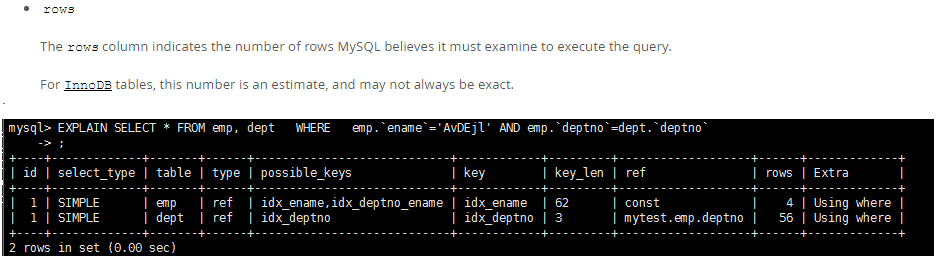 • rows
The rows column indicates the number of rows MySQL believes it must examine to execute the query.
For InnoDB tables, this number is an estimate, and may not always be exact.
mysql> EXPLAIN SELECT * FROM emp, dept   WHERE   emp.`ename`='AvDEjl' AND emp.`deptno`=dept.`deptno`
    -> ;
+----+-------------+-------+------+----------------------------+------------+---------+-------------------+------+-------------+
| id | select_type | table | type | possible_keys              | key        | key_len | ref               | rows | Extra       |
+----+-------------+-------+------+----------------------------+------------+---------+-------------------+------+-------------+
|  1 | SIMPLE      | emp   | ref  | idx_ename,idx_deptno_ename | idx_ename  | 62      | const             |    4 | Using where |
|  1 | SIMPLE      | dept  | ref  | idx_deptno                 | idx_deptno | 3       | mytest.emp.deptno |   56 | Using where |
+----+-------------+-------+------+----------------------------+------------+---------+-------------------+------+-------------+
2 rows in set (0.00 sec)